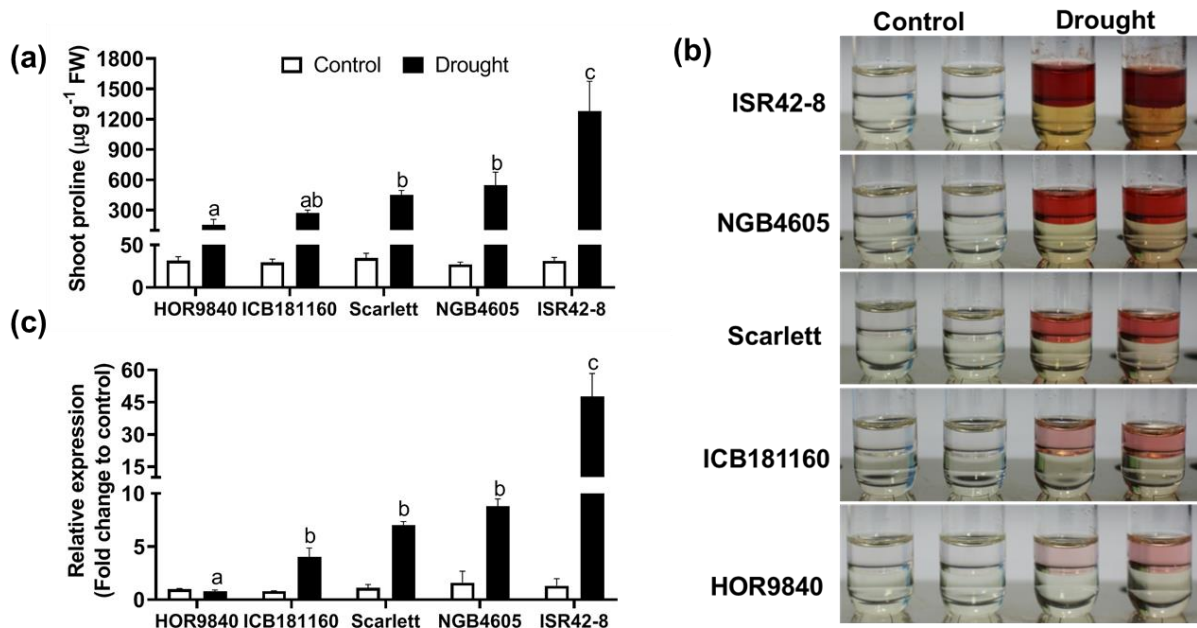 (a)
Shoot proline (µg g⁻¹ FW)
1800
1500
1200
900
600
300
50
0
Control
Drought
a
ab
b
b
c
HOR9840
ICB181160
Scarlett
NGB4605
ISR42-8
(c)
Relative expression
(Fold change to control)
60
45
30
15
10
5
0
a
b
b
b
c
HOR9840
ICB181160
Scarlett
NGB4605
ISR42-8
(b)
Control
Drought
ISR42-8
NGB4605
Scarlett
ICB181160
HOR9840